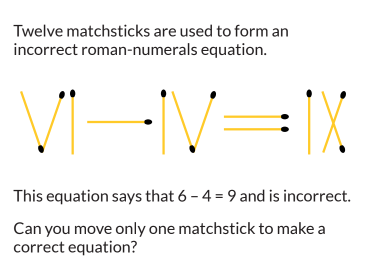 Twelve matchsticks are used to form an
incorrect roman-numerals equation.
VI – IV = IX
This equation says that 6 – 4 = 9 and is incorrect.
Can you move only one matchstick to make a
correct equation?